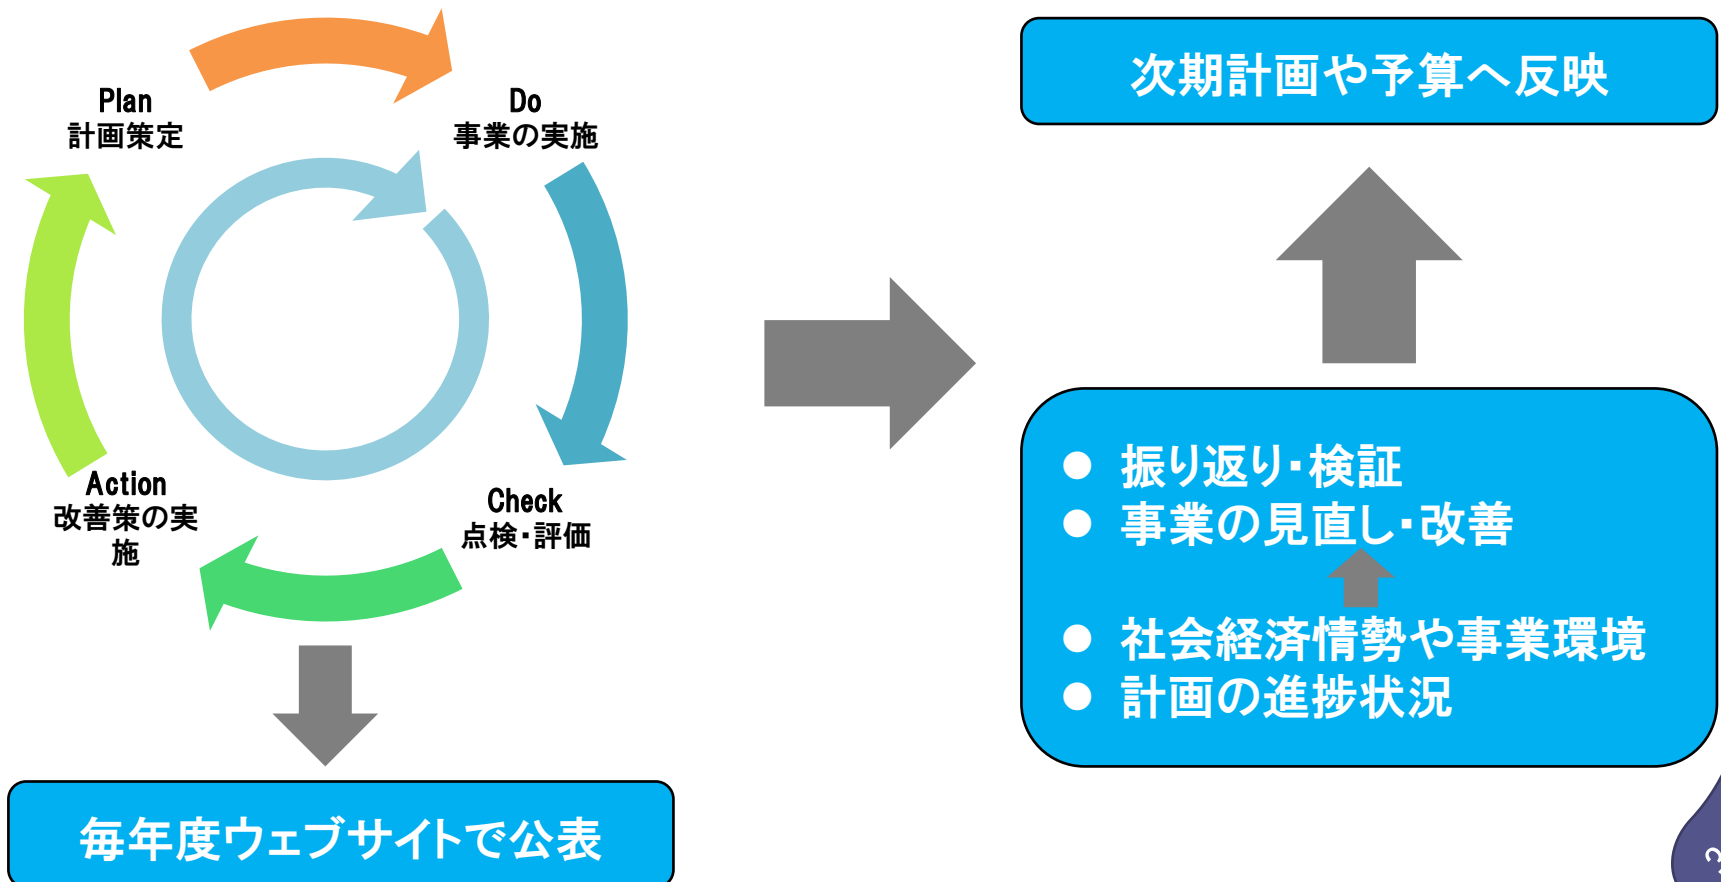 Plan
計画策定
Do
事業の実施
Check
点検・評価
Action
改善策の実
施
毎年度ウェブサイトで公表
次期計画や予算へ反映
● 振り返り・検証
● 事業の見直し・改善
● 社会経済情勢や事業環境
● 計画の進捗状況